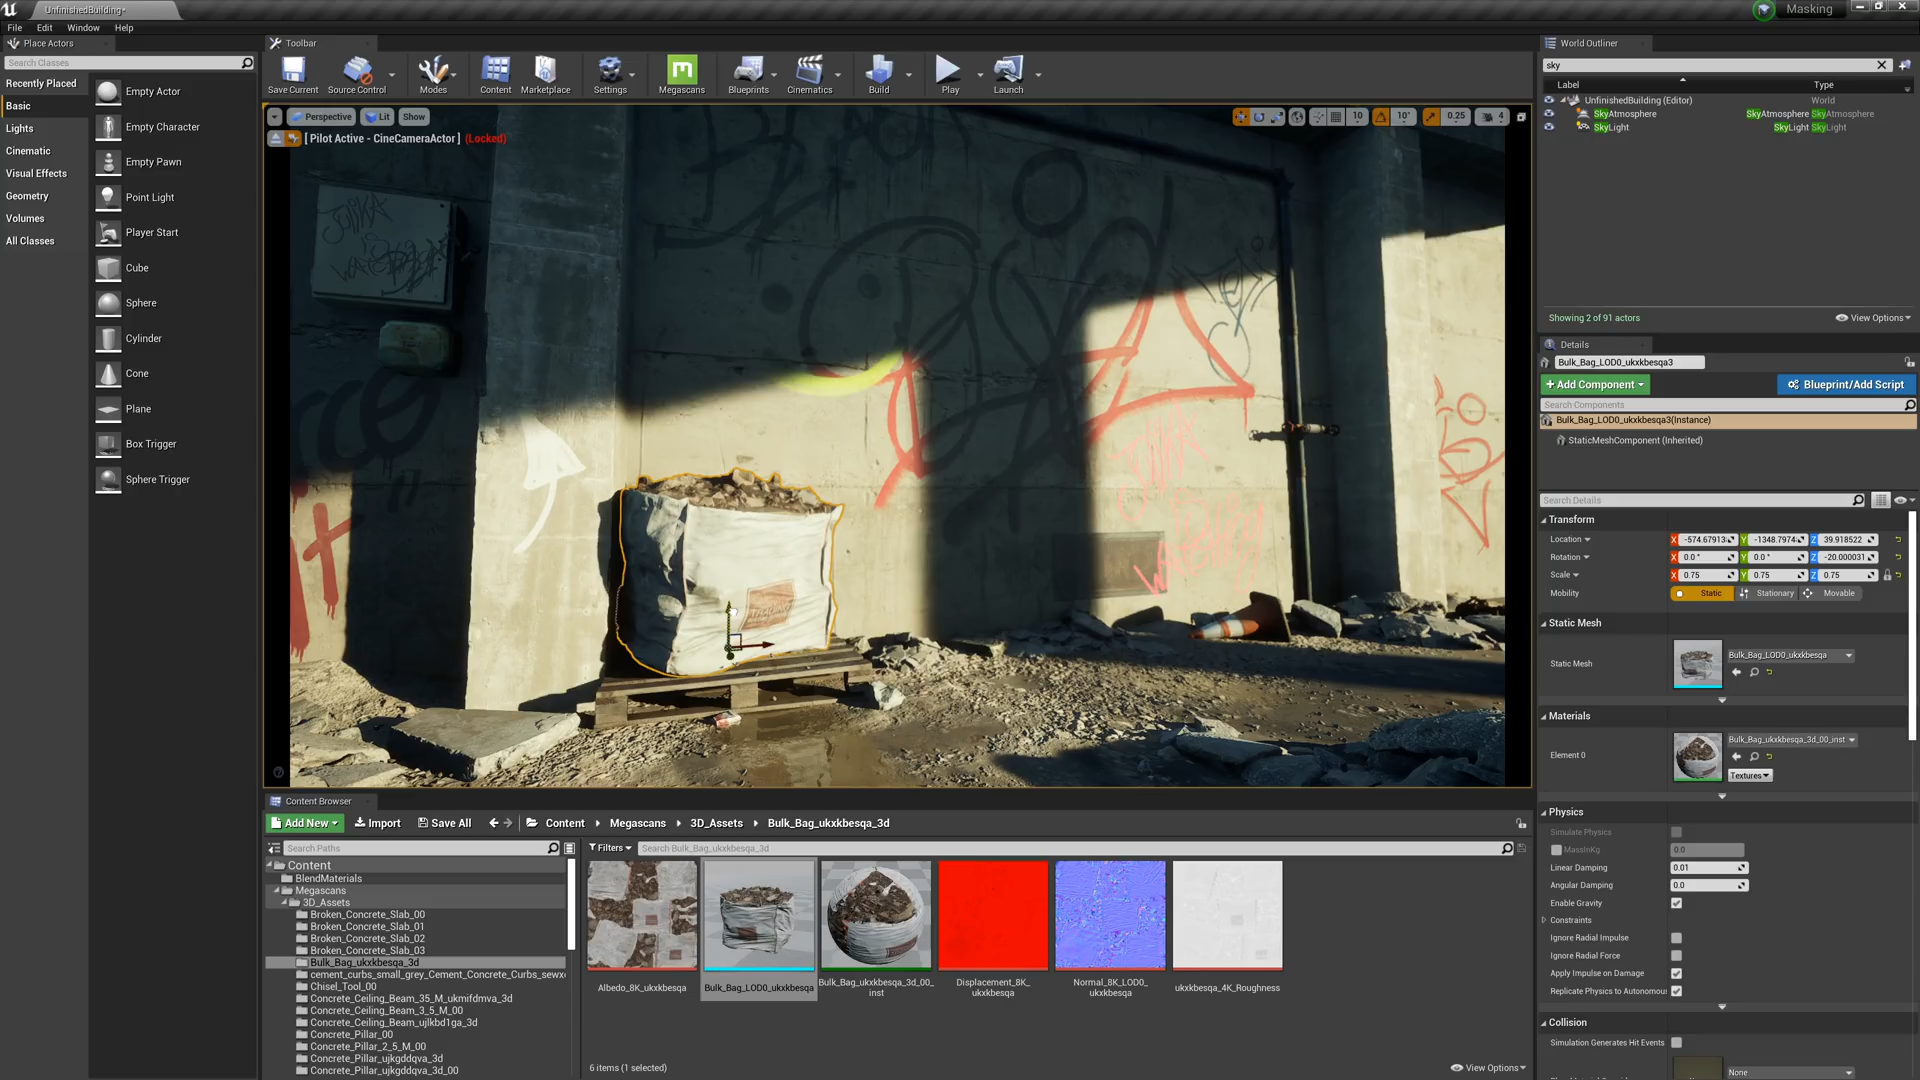 UnfinishedBuilding*
Masking
File Edit Window Help
Place Actors
Search Classes
Recently Placed
Basic
Lights
Cinematic
Visual Effects
Geometry
Volumes
All Classes
Empty Actor
Empty Character
Empty Pawn
Point Light
Player Start
Cube
Sphere
Cylinder
Cone
Plane
Box Trigger
Sphere Trigger
Toolbar
Save Current Source Control Modes Content Marketplace Settings Megascans Blueprints Cinematics Build Play Launch
Perspective Lit Show
10 10° 0.25 4
[ Pilot Active - CineCameraActor ] (Locked)
Content Browser
Add New Import Save All Content Megascans 3D_Assets Bulk_Bag_ukxkbesqa_3d
Search Paths
Filters Search Bulk_Bag_ukxkbesqa_3d
Content
BlendMaterials
Megascans
3D_Assets
Broken_Concrete_Slab_00
Broken_Concrete_Slab_01
Broken_Concrete_Slab_02
Broken_Concrete_Slab_03
Bulk_Bag_ukxkbesqa_3d
cement_curbs_small_grey_Cement_Concrete_Curbs_sewx
Chisel_Tool_00
Concrete_Ceiling_Beam_35_M_ukmifdmva_3d
Concrete_Ceiling_Beam_3_5_M_00
Concrete_Ceiling_Beam_ujlkbd1ga_3d
Concrete_Pillar_00
Concrete_Pillar_2_5_M_00
Concrete_Pillar_ujkgddqva_3d
Concrete_Pillar_ujkgddqva_3d_00
Albedo_8K_ukxkbesqa
Bulk_Bag_LOD0_ukxkbesqa
Bulk_Bag_ukxkbesqa_3d_00_
inst
Displacement_8K_
ukxkbesqa
Normal_8K_LOD0_
ukxkbesqa
ukxkbesqa_4K_Roughness
6 items (1 selected)
View Options
World Outliner
sky
Label Type
UnfinishedBuilding (Editor) World
SkyAtmosphere SkyAtmosphere SkyAtmosphere
SkyLight SkyLight SkyLight
Showing 2 of 91 actors View Options
Details
Bulk_Bag_LOD0_ukxkbesqa3
Add Component Blueprint/Add Script
Search Components
Bulk_Bag_LOD0_ukxkbesqa3(Instance)
StaticMeshComponent (Inherited)
Search Details
Transform
Location X -574.67913 Y -1348.7974 Z 39.918522
Rotation X 0.0 ° Y 0.0 ° Z -20.000031
Scale X 0.75 Y 0.75 Z 0.75
Mobility Static Stationary Movable
Static Mesh
Static Mesh Bulk_Bag_LOD0_ukxkbesqa
Materials
Element 0 Bulk_Bag_ukxkbesqa_3d_00_inst
Textures
Physics
Simulate Physics
MassInKg 0.0
Linear Damping 0.01
Angular Damping 0.0
Enable Gravity
Constraints
Ignore Radial Impulse
Ignore Radial Force
Apply Impulse on Damage
Replicate Physics to Autonomou
Collision
Simulation Generates Hit Events
None